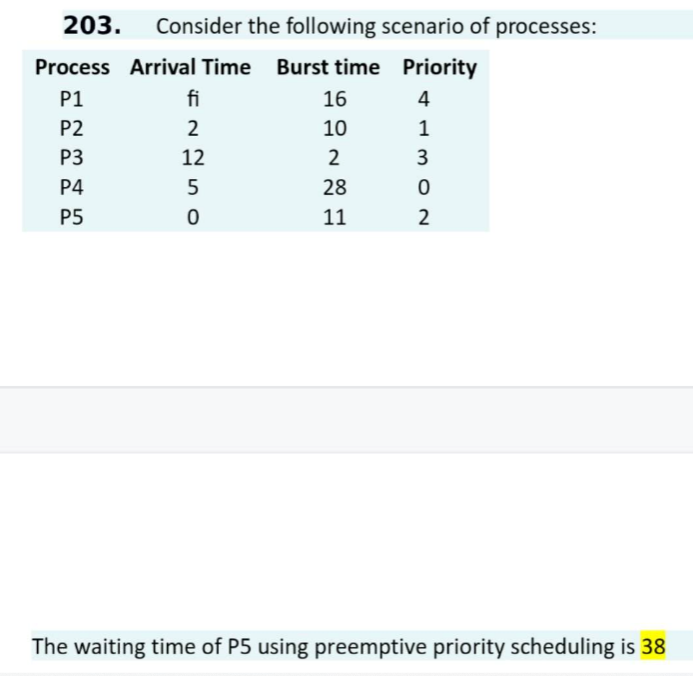 203. Consider the following scenario of processes:
Process Arrival Time Burst time Priority
P1 fi 16 4
P2 2 10 1
P3 12 2 3
P4 5 28 0
P5 0 11 2
The waiting time of P5 using preemptive priority scheduling is 38